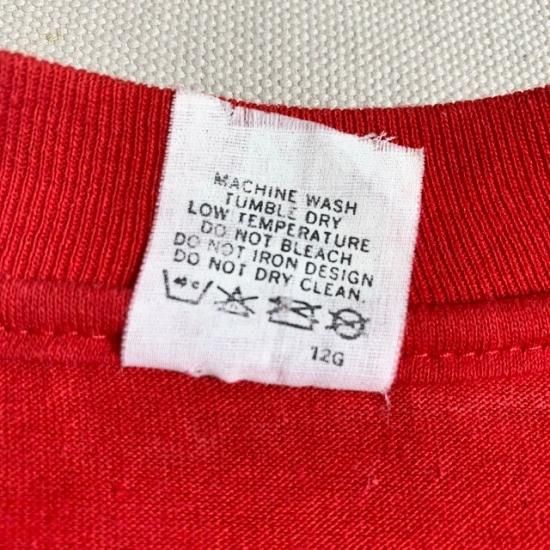 MACHINE WASH
TUMBLE DRY
LOW TEMPERATURE
DO NOT BLEACH
DO NOT IRON DESIGN
DO NOT DRY CLEAN.
12G